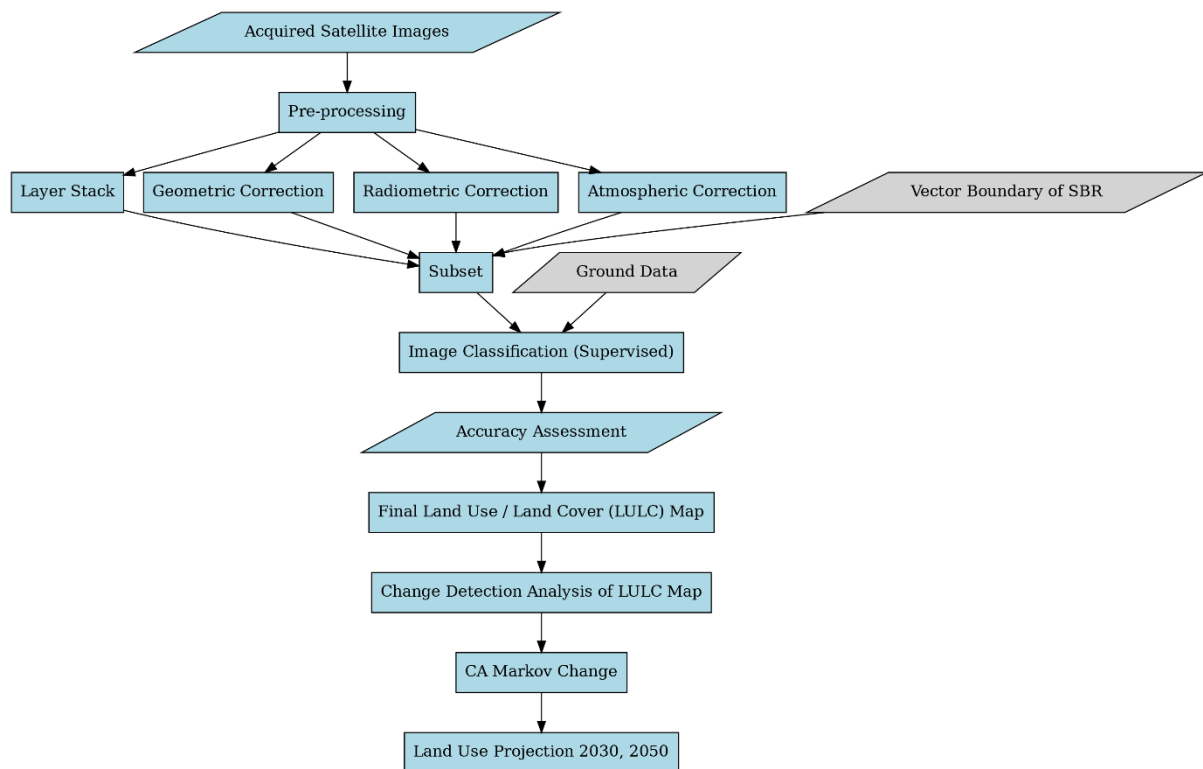 Acquired Satellite Images
Pre-processing
Layer Stack
Geometric Correction
Radiometric Correction
Atmospheric Correction
Vector Boundary of SBR
Subset
Ground Data
Image Classification (Supervised)
Accuracy Assessment
Final Land Use / Land Cover (LULC) Map
Change Detection Analysis of LULC Map
CA Markov Change
Land Use Projection 2030, 2050